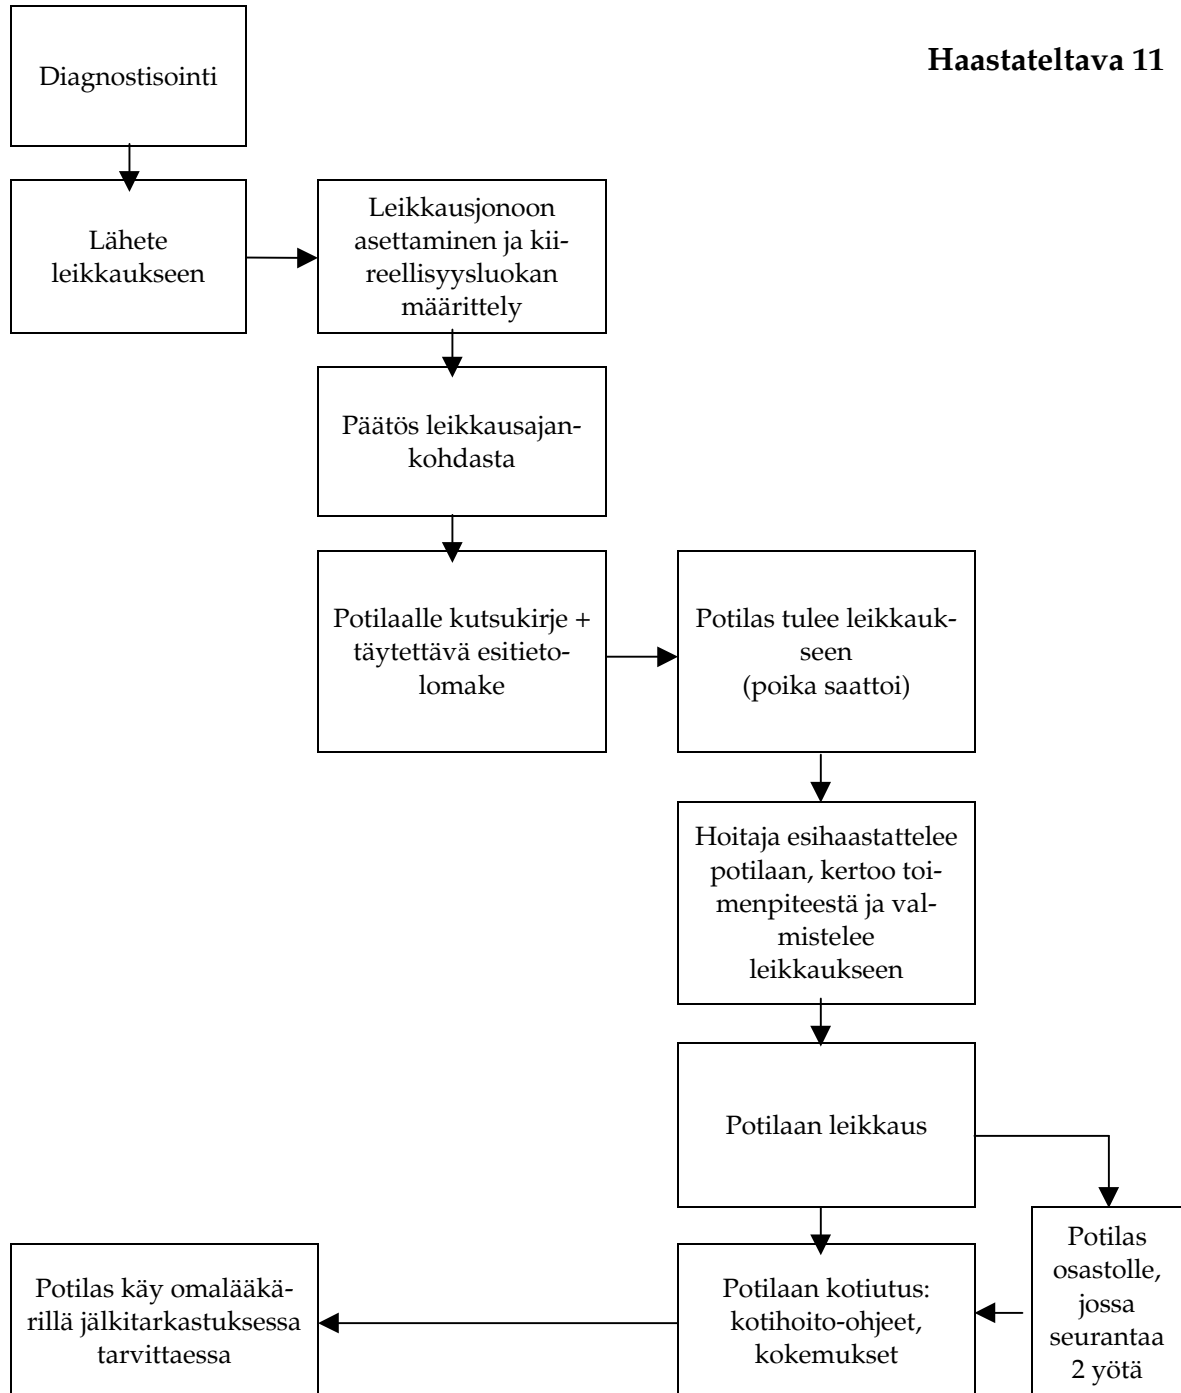 Haastateltava 11
Diagnostisointi
Lähete
leikkaukseen
Leikkausjonoon
asettaminen ja kii-
reellisyysluokan
määrittely
Päätös leikkausajan-
kohdasta
Potilaalle kutsukirje +
täytettävä esitieto-
lomake
Potilas tulee leikkauk-
seen
(poika saattoi)
Hoitaja esihaastattelee
potilaan, kertoo toi-
menpiteestä ja val-
mistelee
leikkaukseen
Potilaan leikkaus
Potilas
osastolle,
jossa
seurantaa
2 yötä
Potilaan kotiutus:
kotihoito-ohjeet,
kokemukset
Potilas käy omalääkä-
rillä jälkitarkastuksessa
tarvittaessa